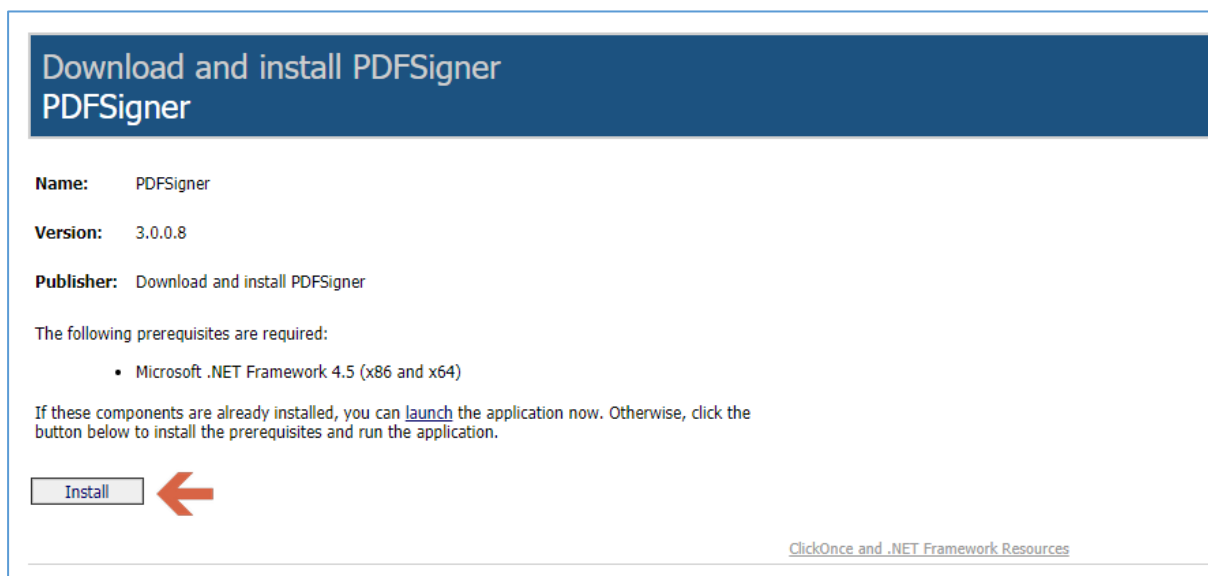 Download and install PDFSigner
PDFSigner
Name: PDFSigner
Version: 3.0.0.8
Publisher: Download and install PDFSigner
The following prerequisites are required:
• Microsoft .NET Framework 4.5 (x86 and x64)
If these components are already installed, you can launch the application now. Otherwise, click the
button below to install the prerequisites and run the application.
Install
ClickOnce and .NET Framework Resources